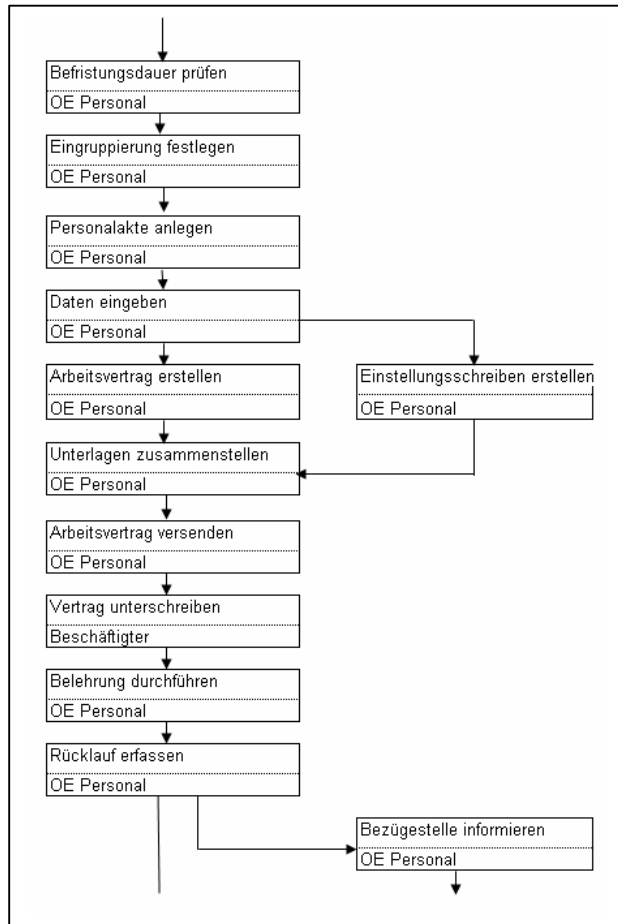 Befristungsdauer prüfen
OE Personal
Eingruppierung festlegen
OE Personal
Personalakte anlegen
OE Personal
Daten eingeben
OE Personal
Arbeitsvertrag erstellen
OE Personal
Einstellungsschreiben erstellen
OE Personal
Unterlagen zusammenstellen
OE Personal
Arbeitsvertrag versenden
OE Personal
Vertrag unterschreiben
Beschäftigter
Belehrung durchführen
OE Personal
Rücklauf erfassen
OE Personal
Bezügestelle informieren
OE Personal